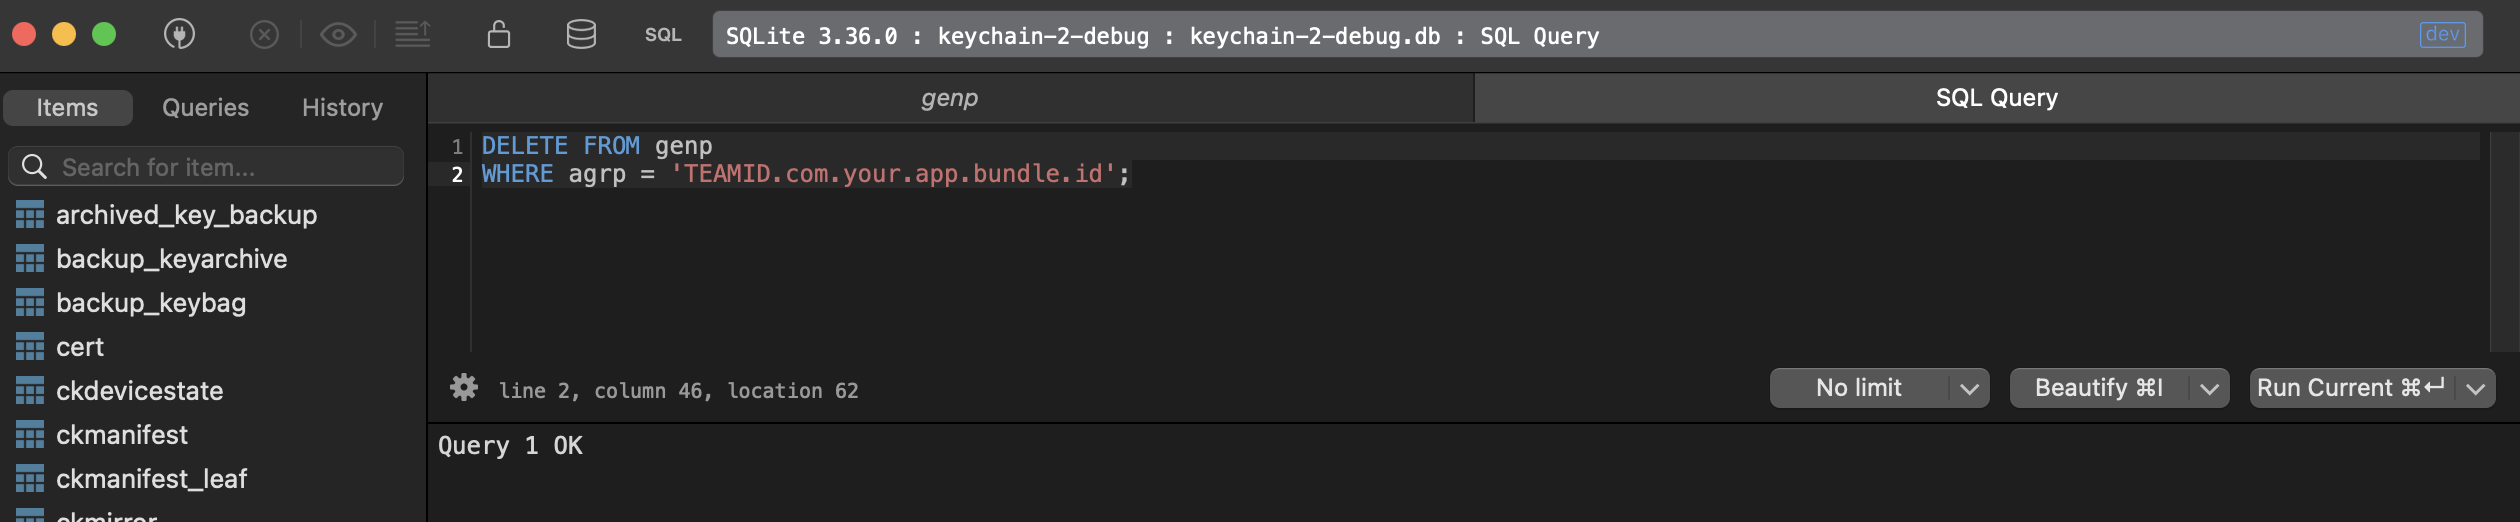 SQL
SQLite 3.36.0 : keychain-2-debug : keychain-2-debug.db : SQL Query
dev
Items
Queries
History
Search for item...
archived_key_backup
backup_keyarchive
backup_keybag
cert
ckdevicestate
ckmanifest
ckmanifest_leaf
ckmirror
genp
SQL Query
1 DELETE FROM genp
2 WHERE agrp = 'TEAMID.com.your.app.bundle.id';
line 2, column 46, location 62
No limit
Beautify ⌘I
Run Current ⌘↵
Query 1 OK